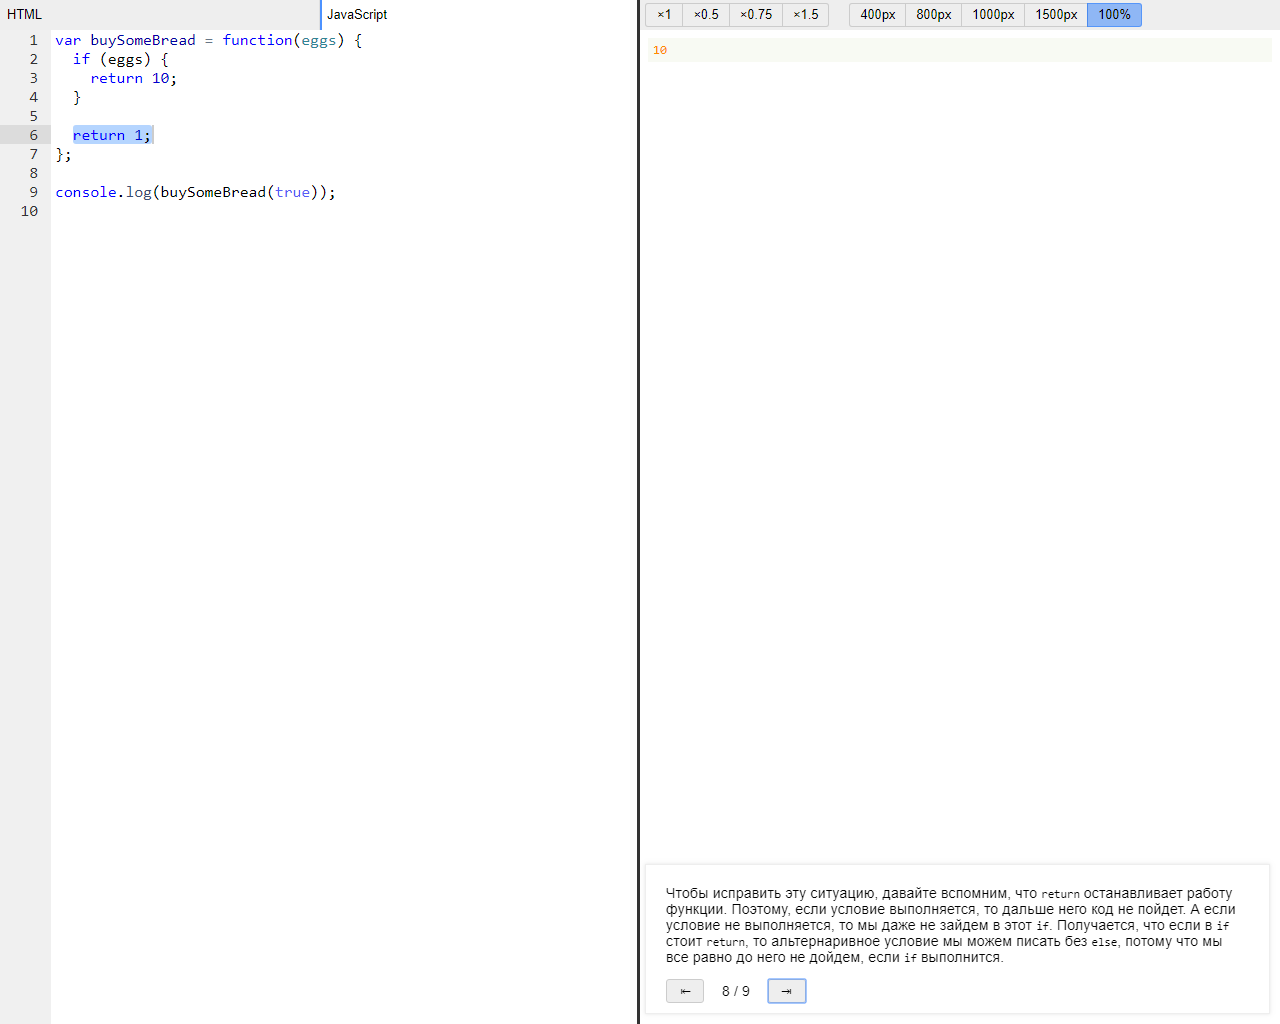 HTML
JavaScript
×1 ×0.5 ×0.75 ×1.5 400px 800px 1000px 1500px 100%
1 var buySomeBread = function(eggs) {
2   if (eggs) {
3     return 10;
4   }
5
6   return 1;
7 };
8
9 console.log(buySomeBread(true));
10
10
Чтобы исправить эту ситуацию, давайте вспомним, что return останавливает работу
функции. Поэтому, если условие выполняется, то дальше него код не пойдет. А если
условие не выполняется, то мы даже не зайдем в этот if. Получается, что если в if
стоит return, то альтернаривное условие мы можем писать без else, потому что мы
все равно до него не дойдем, если if выполнится.
⇤ 8 / 9 ⇥